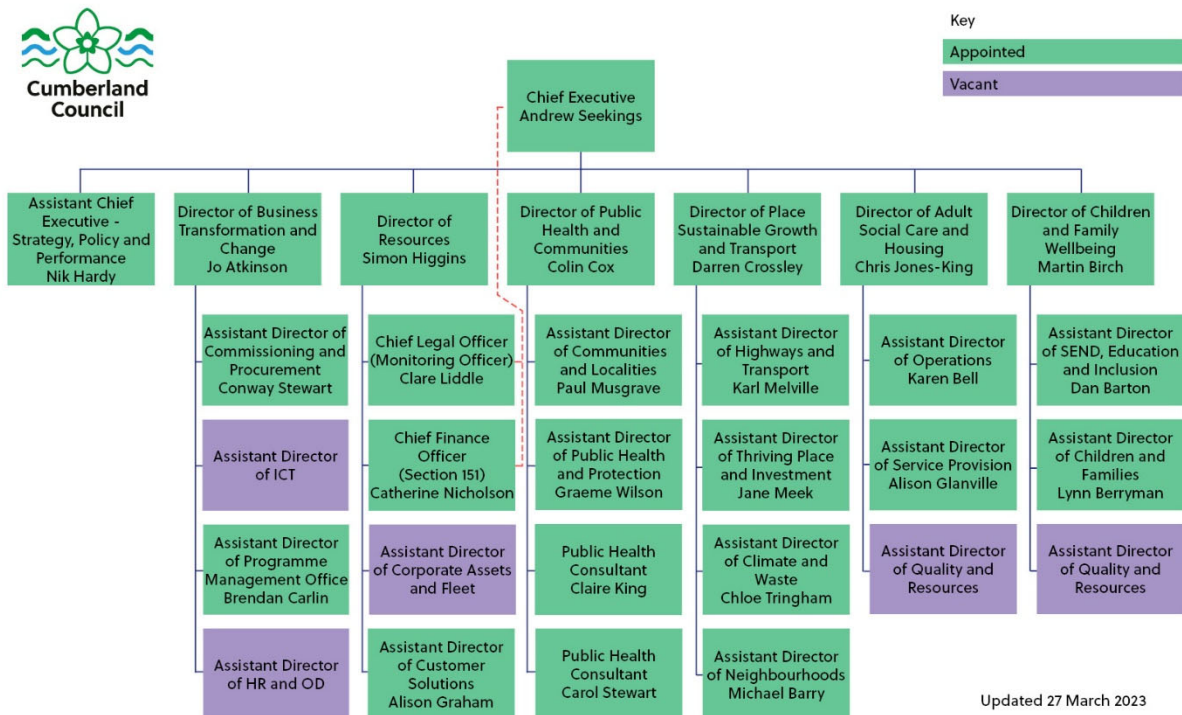 Cumberland
Council
Key
Appointed
Vacant
Chief Executive
Andrew Seekings
Assistant Chief
Executive -
Strategy, Policy and
Performance
Nik Hardy
Director of Business
Transformation and
Change
Jo Atkinson
Director of
Resources
Simon Higgins
Director of Public
Health and
Communities
Colin Cox
Director of Place
Sustainable Growth
and Transport
Darren Crossley
Director of Adult
Social Care and
Housing
Chris Jones-King
Director of Children
and Family
Wellbeing
Martin Birch
Assistant Director of
Commissioning and
Procurement
Conway Stewart
Chief Legal Officer
(Monitoring Officer)
Clare Liddle
Assistant Director
of Communities
and Localities
Paul Musgrave
Assistant Director
of Highways and
Transport
Karl Melville
Assistant Director
of Operations
Karen Bell
Assistant Director
of SEND, Education
and Inclusion
Dan Barton
Assistant Director
of ICT
Chief Finance
Officer
(Section 151)
Catherine Nicholson
Assistant Director
of Public Health
and Protection
Graeme Wilson
Assistant Director
of Thriving Place
and Investment
Jane Meek
Assistant Director
of Service Provision
Alison Glanville
Assistant Director
of Children and
Families
Lynn Berryman
Assistant Director
of Programme
Management Office
Brendan Carlin
Assistant Director
of Corporate Assets
and Fleet
Public Health
Consultant
Claire King
Assistant Director
of Climate and
Waste
Chloe Tringham
Assistant Director
of Quality and
Resources
Assistant Director
of Quality and
Resources
Assistant Director
of HR and OD
Assistant Director
of Customer
Solutions
Alison Graham
Public Health
Consultant
Carol Stewart
Assistant Director
of Neighbourhoods
Michael Barry
Updated 27 March 2023